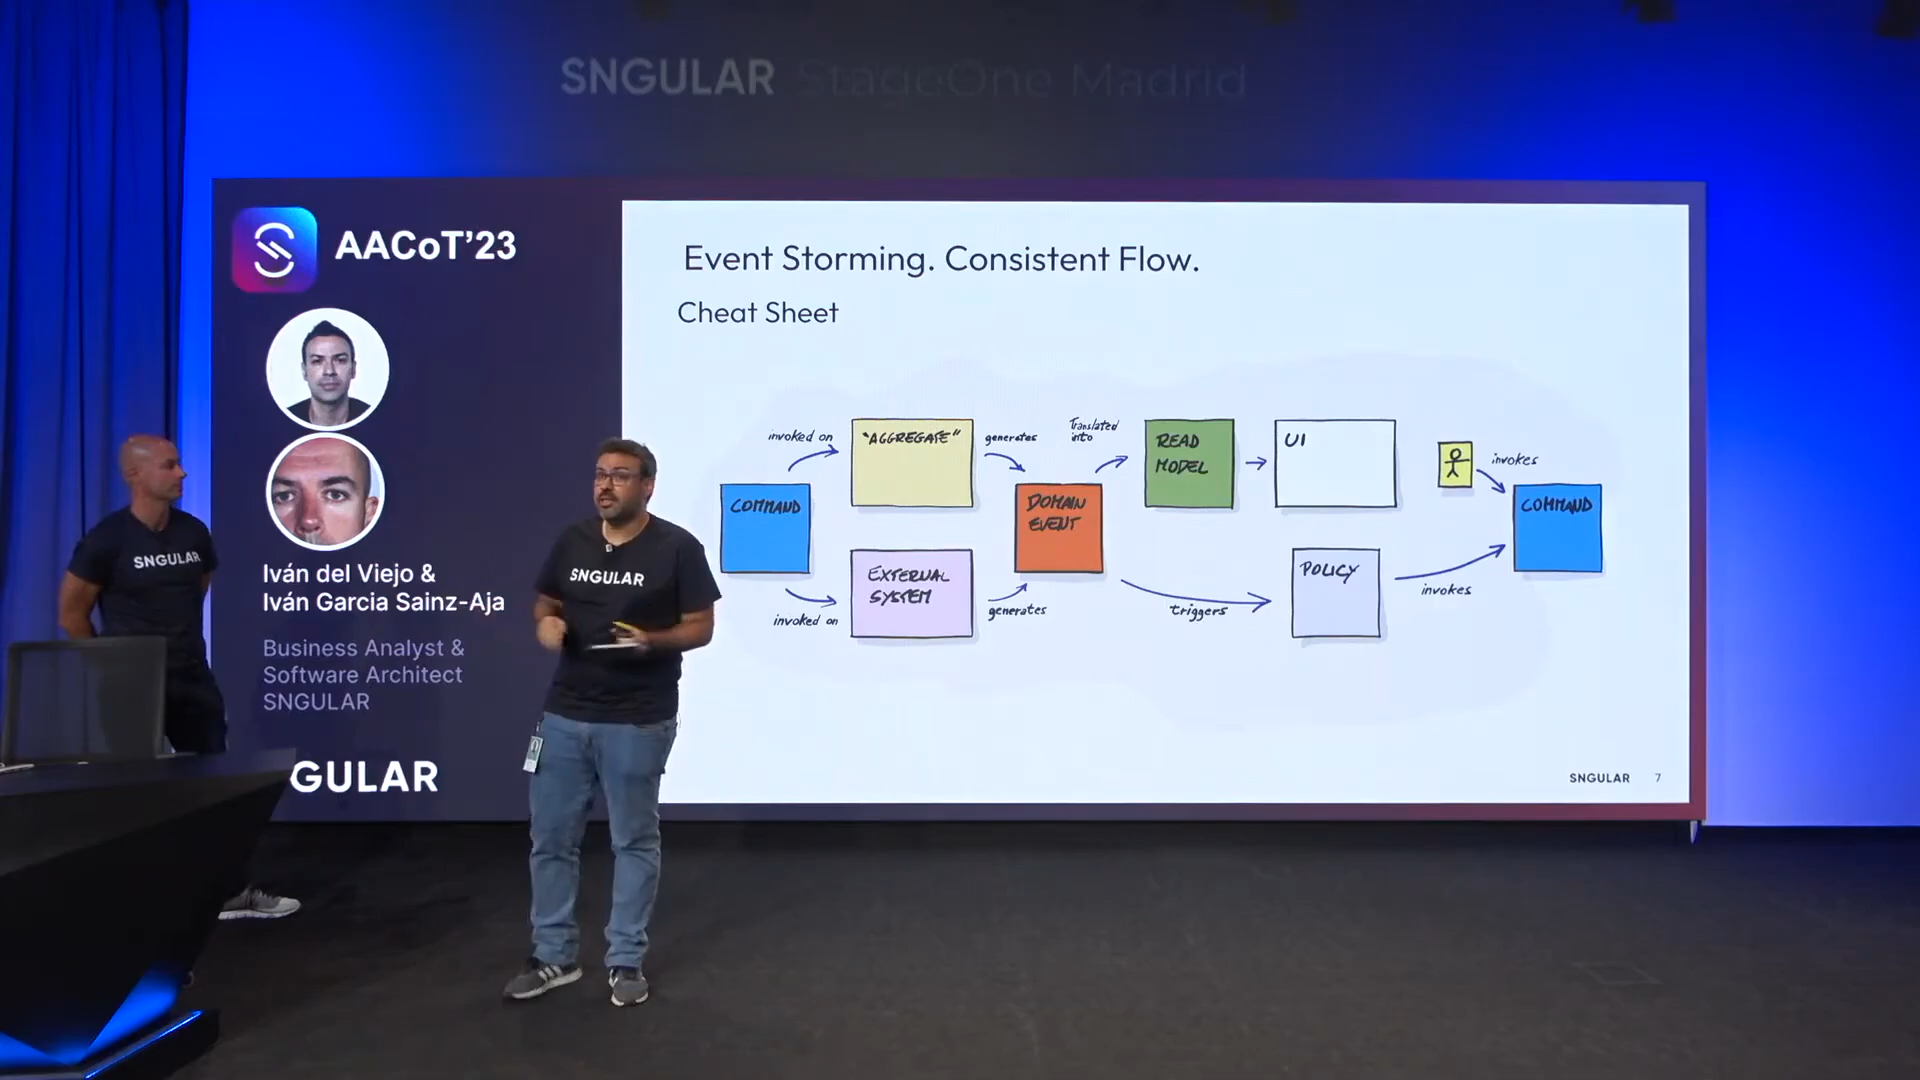 SNGULAR StageOne Madrid
AACoT’23
Iván del Viejo &
Iván Garcia Sainz-Aja
Business Analyst &
Software Architect
SNGULAR
GULAR
SNGULAR
SNGULAR
Event Storming. Consistent Flow.
Cheat Sheet
COMMAND
invoked on
invoked on
"AGGREGATE"
EXTERNAL
SYSTEM
generates
generates
DOMAIN
EVENT
Translated
into
triggers
READ
MODEL
UI
POLICY
invokes
invokes
COMMAND
SNGULAR 7